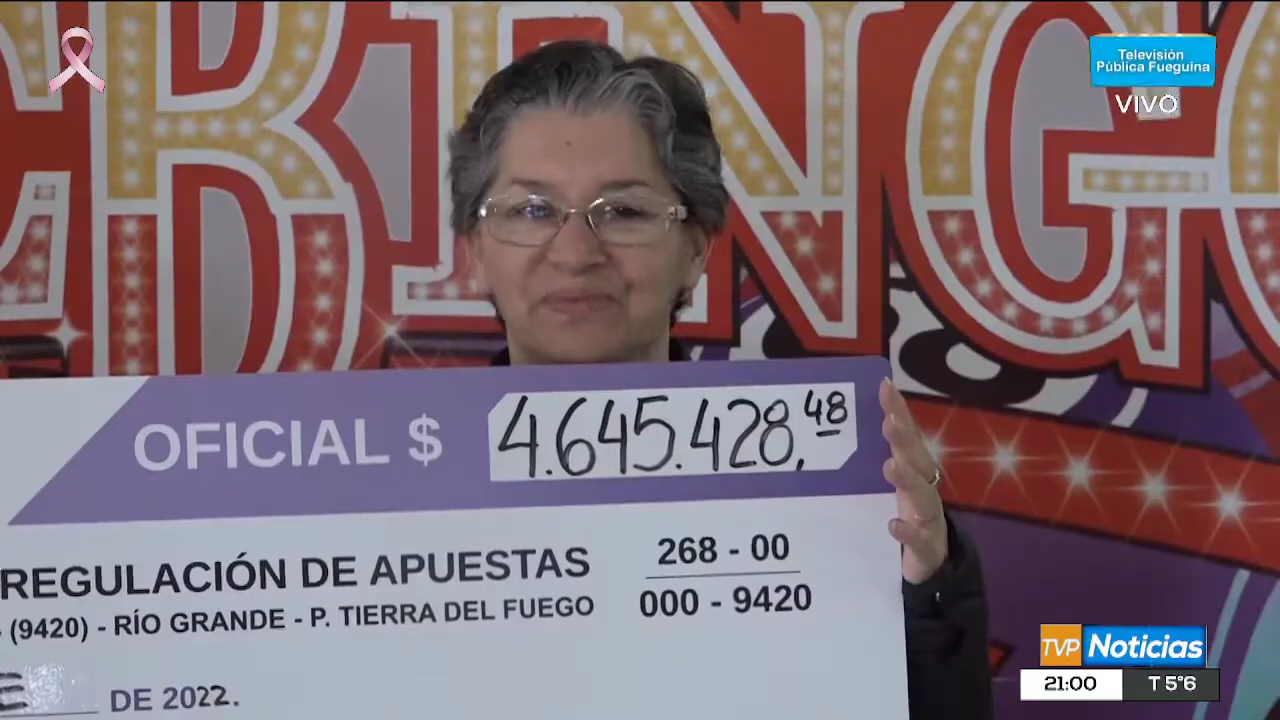 BINGO
Televisión
Pública Fueguina
VIVO
OFICIAL $ 4.645.428,48
REGULACIÓN DE APUESTAS
268 - 00
(9420) - RÍO GRANDE - P. TIERRA DEL FUEGO
000 - 9420
E
DE 2022.
TVP Noticias
21:00 T 5°6